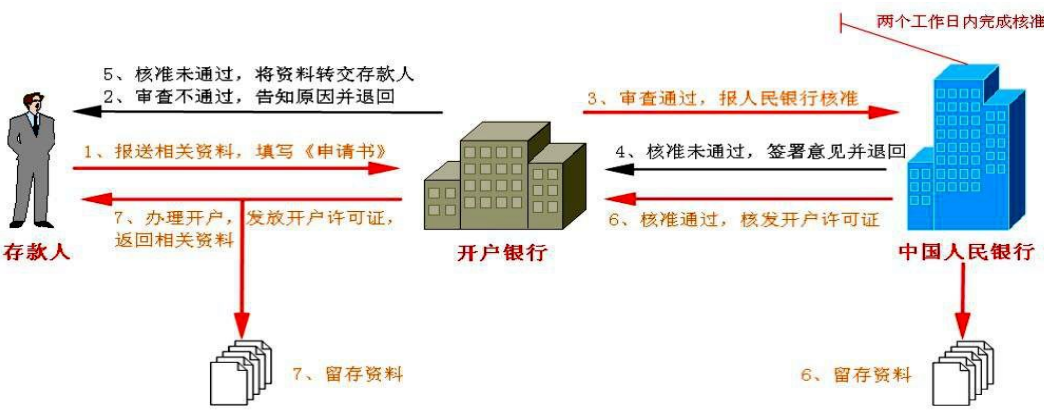 两个工作日内完成核准
5、核准未通过，将资料转交存款人
2、审查不通过，告知原因并退回
3、审查通过，报人民银行核准
1、报送相关资料，填写《申请书》
4、核准未通过，签署意见并退回
7、办理开户，发放开户许可证，
返回相关资料
6、核准通过，核发开户许可证
存款人
开户银行
中国人民银行
7、留存资料
6、留存资料